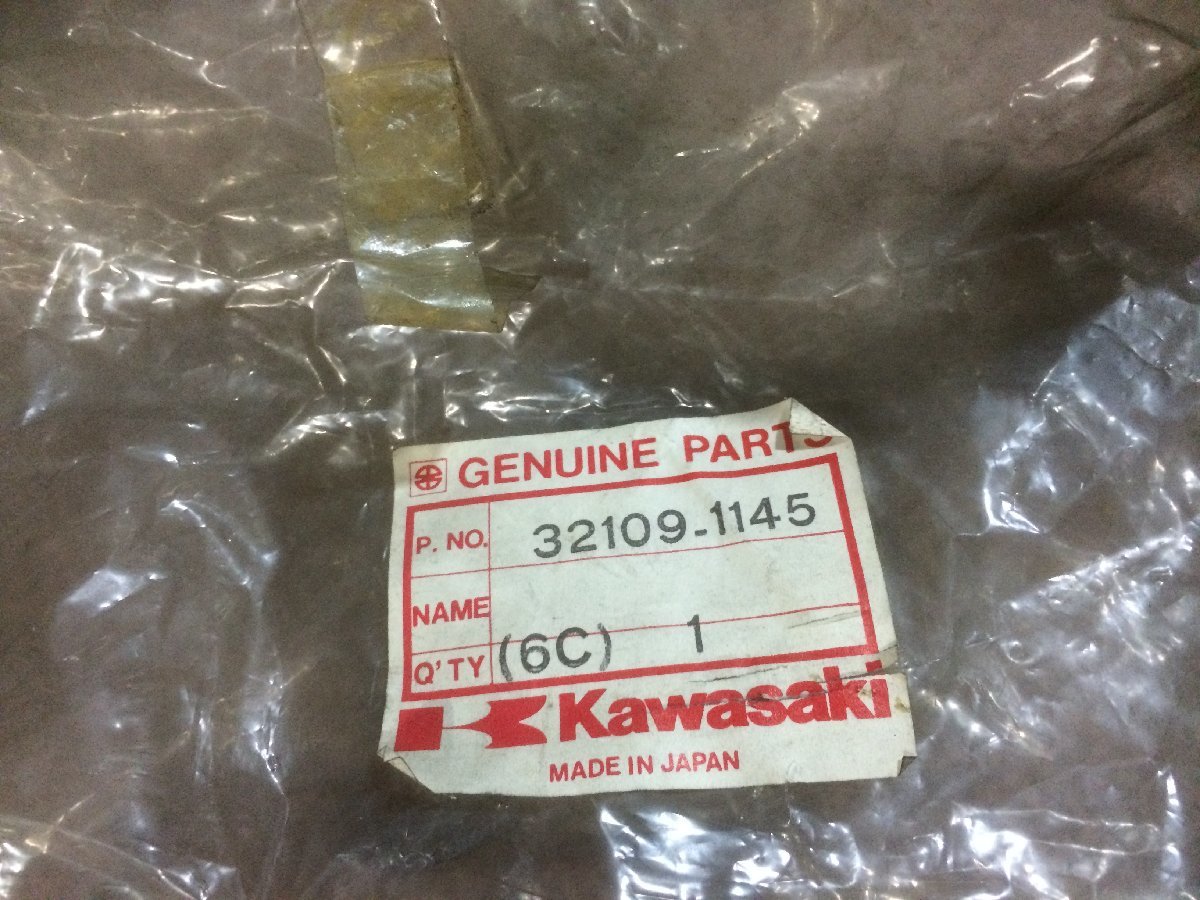 GENUINE PARTS
P. NO. 32109-1145
NAME
Q'TY (6C) 1
Kawasaki
MADE IN JAPAN